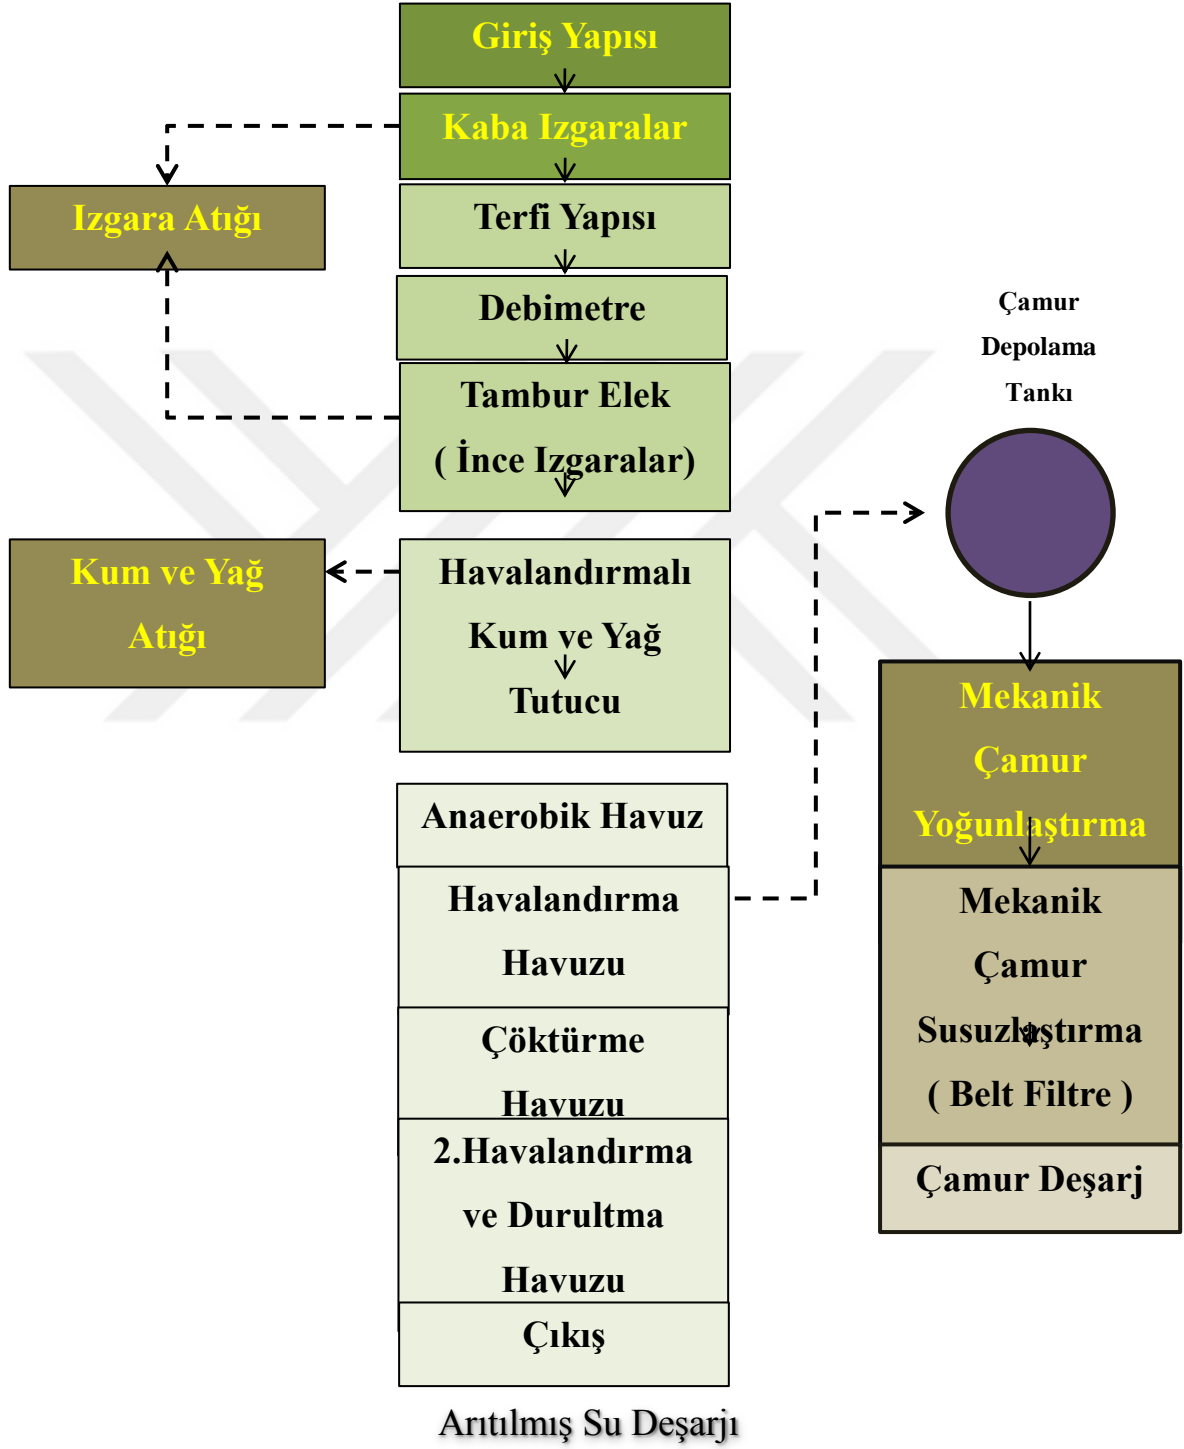 Giriş Yapısı
Kaba Izgaralar
Izgara Atığı
Terfi Yapısı
Debimetre
Tambur Elek
( İnce Izgaralar)
Kum ve Yağ
Atığı
Havalandırmalı
Kum ve Yağ
Tutucu
Anaerobik Havuz
Havalandırma
Havuzu
Çöktürme
Havuzu
2.Havalandırma
ve Durultma
Havuzu
Çıkış
Arıtılmış Su Deşarjı
Çamur
Depolama
Tankı
Mekanik
Çamur
Yoğunlaştırma
Mekanik
Çamur
Susuzlaştırma
( Belt Filtre )
Çamur Deşarj